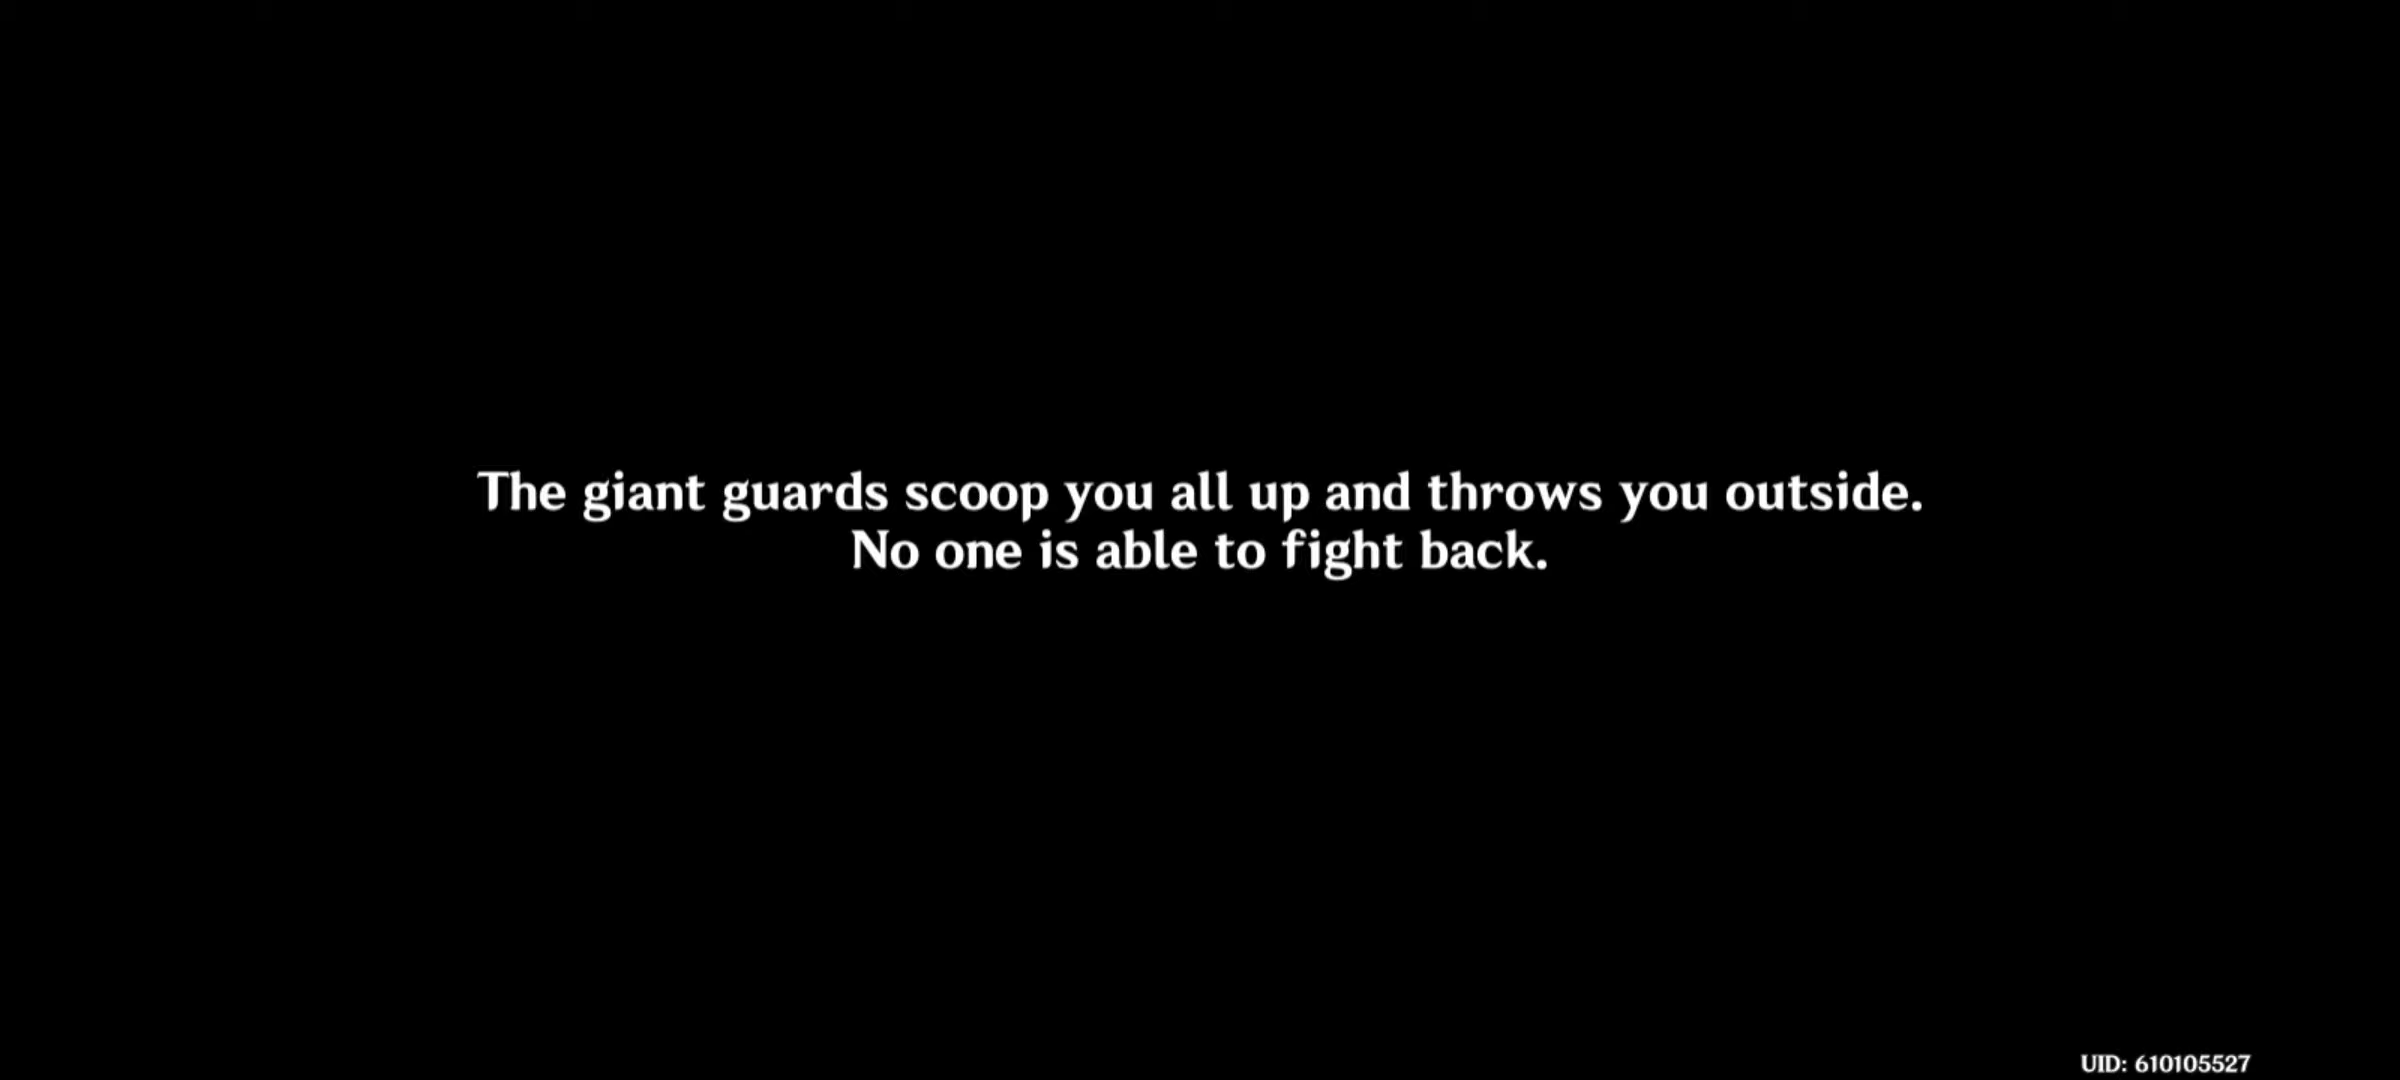 The giant guards scoop you all up and throws you outside.
No one is able to fight back.
UID: 610105527